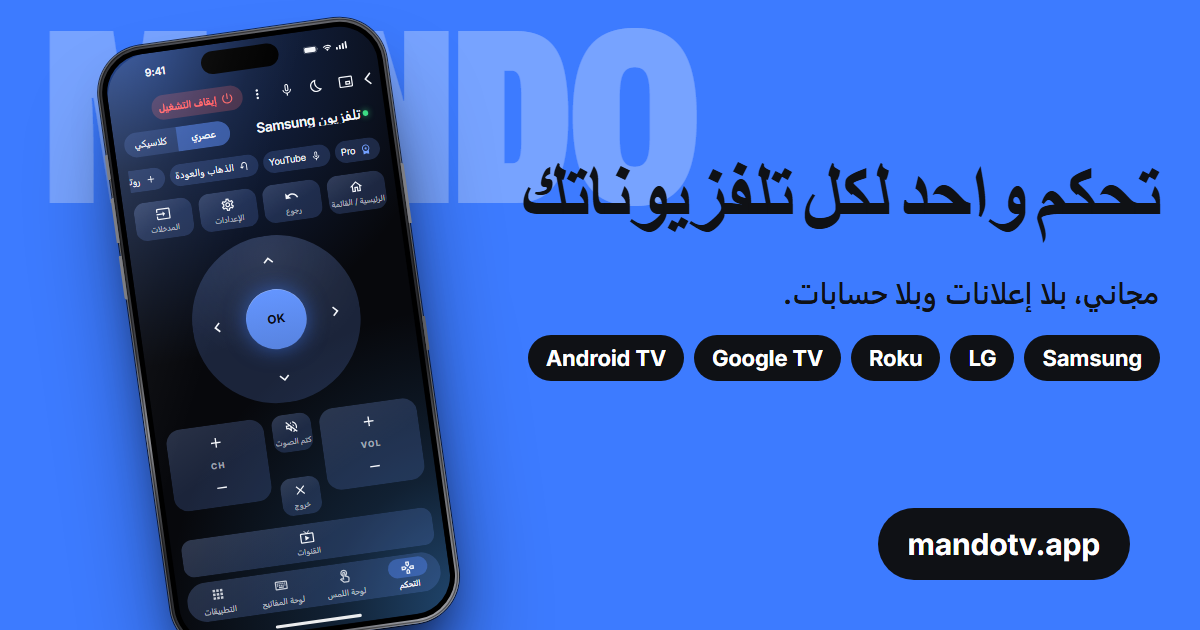 MANDO
تحكم واحد لكل تلفزيوناتك
مجاني، بلا إعلانات وبلا حسابات.
Samsung
LG
Roku
Google TV
Android TV
mandotv.app
9:41
إيقاف التشغيل
تلفزيون Samsung
عصري
كلاسيكي
Pro
YouTube
الذهاب والعودة
الرئيسية / القائمة
رجوع
الإعدادات
المدخلات
OK
VOL
كتم الصوت
CH
خروج
القنوات
التحكم
لوحة اللمس
لوحة المفاتيح
التطبيقات